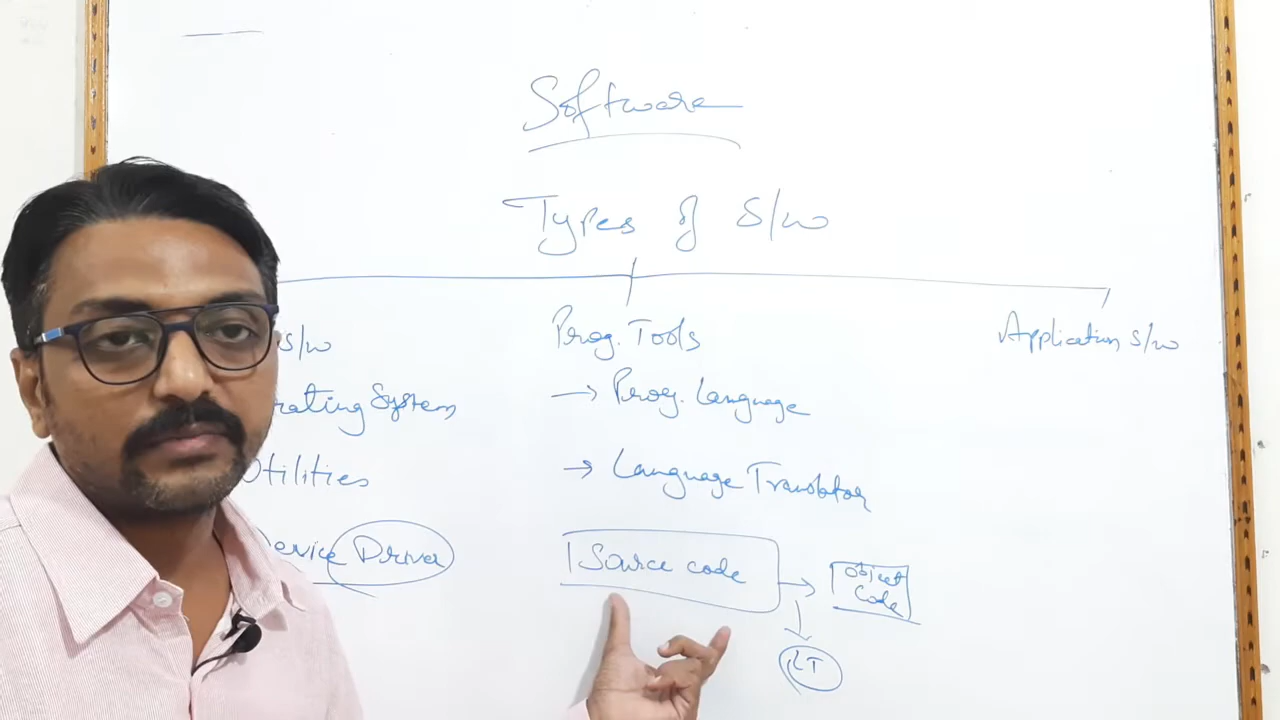 Software
Types of S/W
S/W
Prog. Tools
Application S/W
rating System
→ Prog. Language
Utilities
→ Language Translator
Device Driver
Source code
→ Object
Code
LT